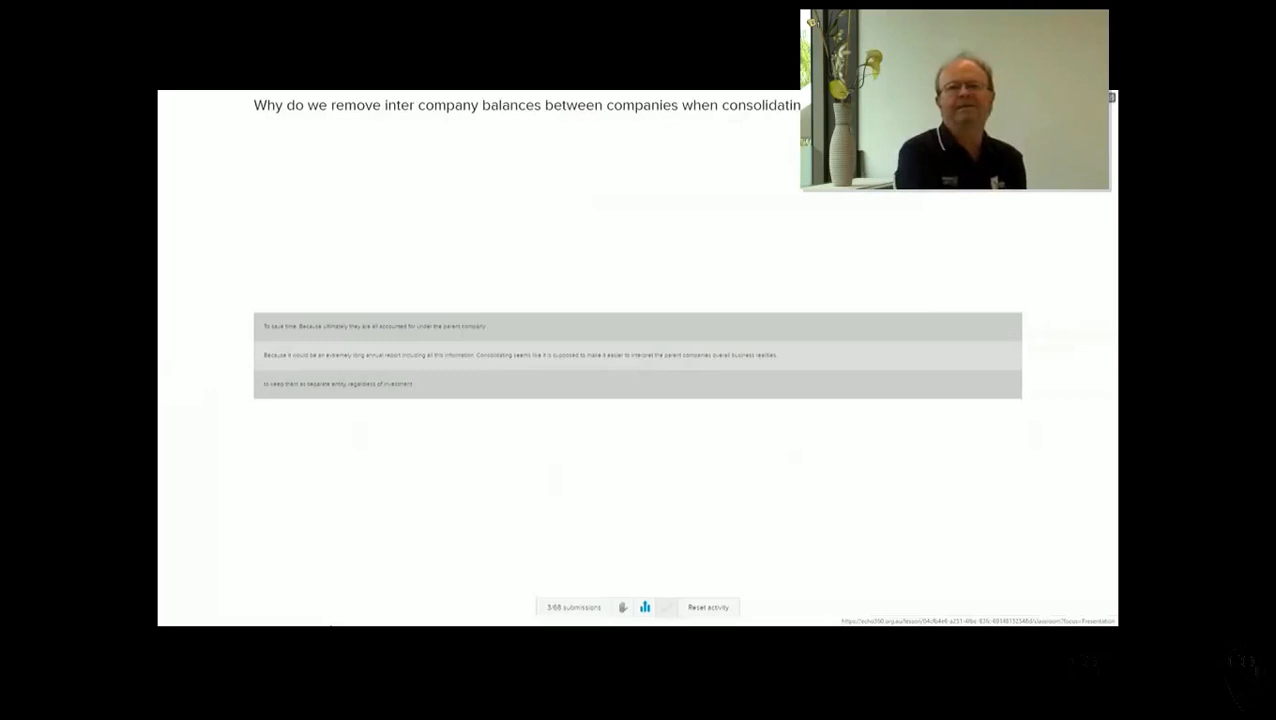 Why do we remove inter company balances between companies when consolidatin
To save time. Because ultimately they are all accounted for under the parent company
Because it would be an extremely long annual report including all this information. Consolidating seems like it is supposed to make it easier to interpret the parent companies overall business realities.
to keep them as separate entity, regardless of investment
3/68 submissions
Reset activity